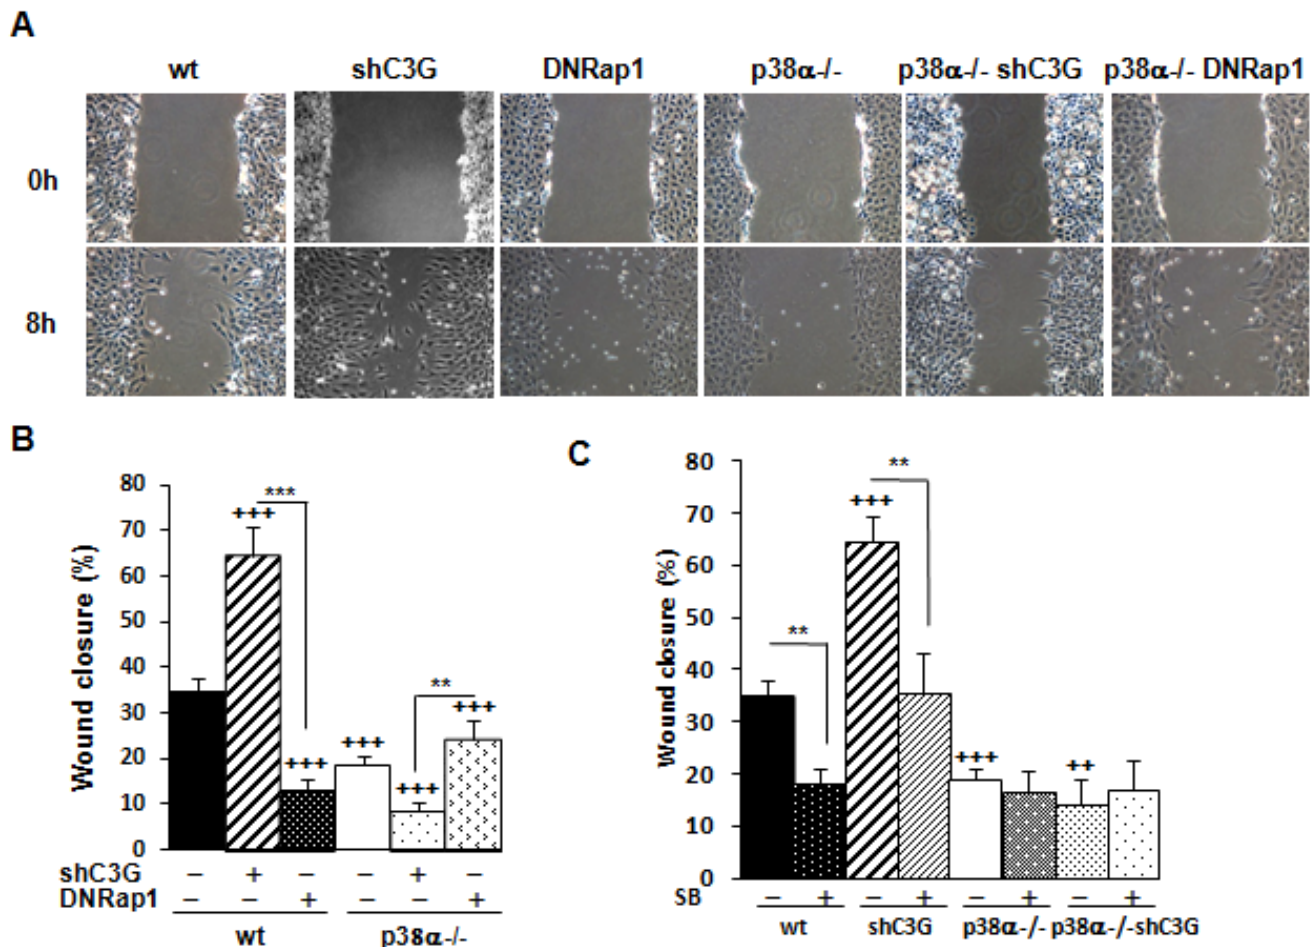 A
wt shC3G DNRap1 p38α-/- p38α-/- shC3G p38α-/- DNRap1
0h
8h
B
Wound closure (%)
80
70
60
50
40
30
20
10
0
+++
***
+++
+++
+++
**
+++
shC3G - + - - + -
DNRap1 - - + - - +
wt p38α-/-
C
Wound closure (%)
80
70
60
50
40
30
20
10
0
**
+++
**
+++
++
SB - + - + - + - +
wt shC3G p38α-/- p38α-/-shC3G